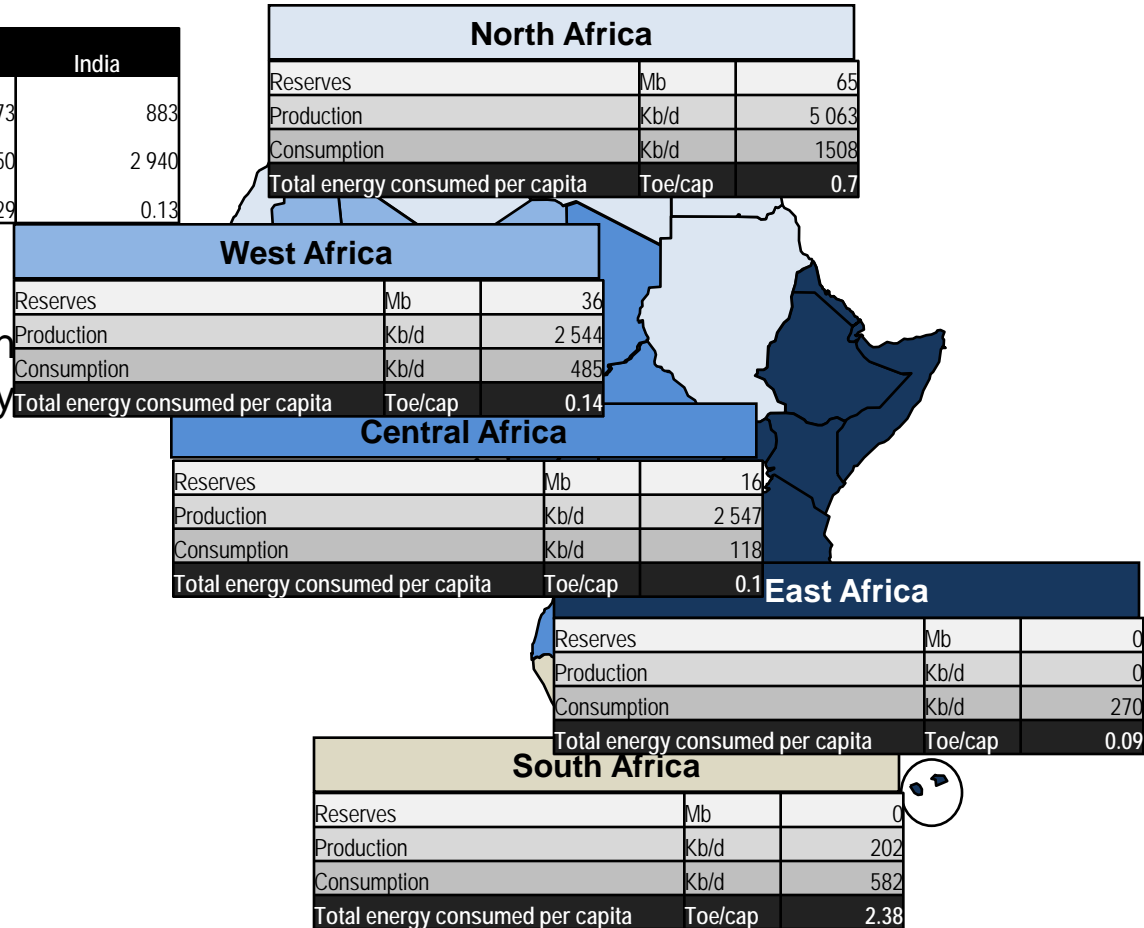 India
73 883
50 2 940
29 0.13
North Africa
Reserves Mb 65
Production Kb/d 5 063
Consumption Kb/d 1508
Total energy consumed per capita Toe/cap 0.7
West Africa
Reserves Mb 36
Production Kb/d 2 544
Consumption Kb/d 485
Total energy consumed per capita Toe/cap 0.14
n
y
Central Africa
Reserves Mb 16
Production Kb/d 2 547
Consumption Kb/d 118
Total energy consumed per capita Toe/cap 0.1
East Africa
Reserves Mb 0
Production Kb/d 0
Consumption Kb/d 270
Total energy consumed per capita Toe/cap 0.09
South Africa
Reserves Mb 0
Production Kb/d 202
Consumption Kb/d 582
Total energy consumed per capita Toe/cap 2.38